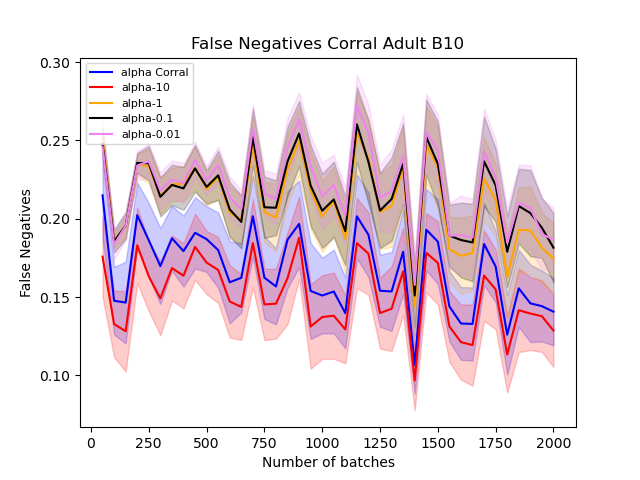 False Negatives Corral Adult B10
0.30
0.25
0.20
0.15
0.10
False Negatives
alpha Corral
alpha-10
alpha-1
alpha-0.1
alpha-0.01
0 250 500 750 1000 1250 1500 1750 2000
Number of batches